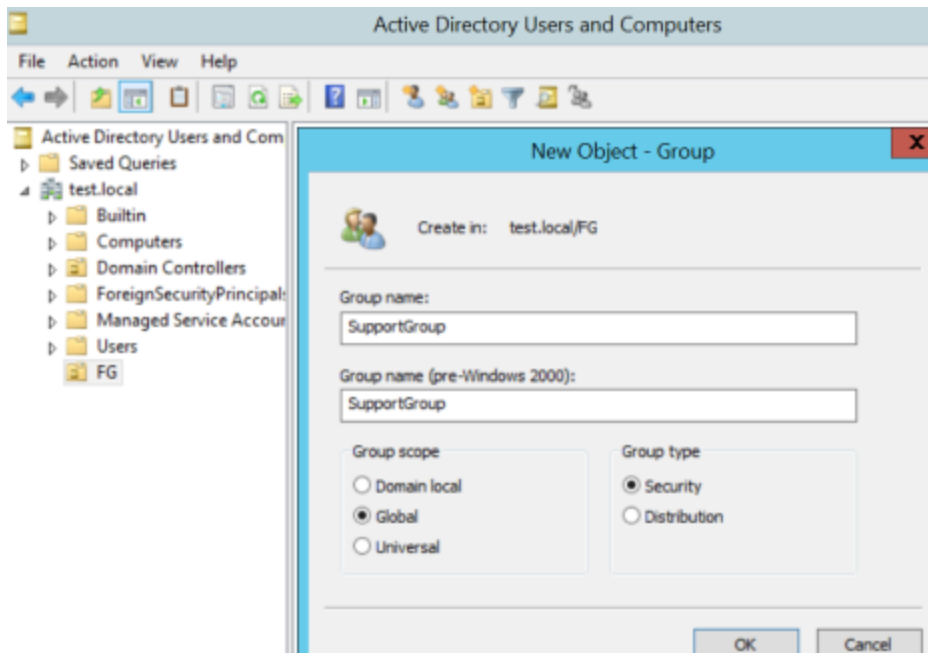 Active Directory Users and Computers
File Action View Help
Active Directory Users and Com
Saved Queries
test.local
Builtin
Computers
Domain Controllers
ForeignSecurityPrincipals
Managed Service Accour
Users
FG
New Object - Group
X
Create in: test.local/FG
Group name:
SupportGroup
Group name (pre-Windows 2000):
SupportGroup
Group scope
Domain local
Global
Universal
Group type
Security
Distribution
OK Cancel